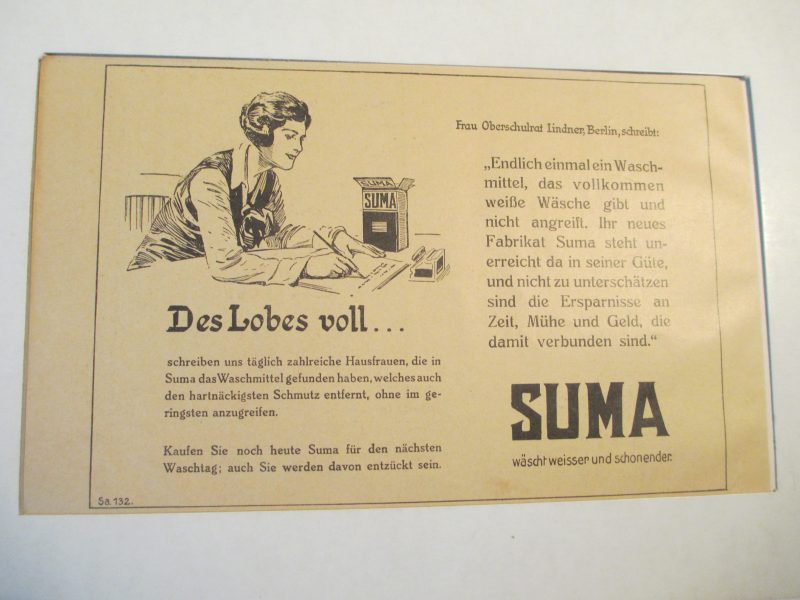 SUMA
SUMA
Des Lobes voll...
schreiben uns täglich zahlreiche Hausfrauen, die in
Suma das Waschmittel gefunden haben, welches auch
den hartnäckigsten Schmutz entfernt, ohne im ge-
ringsten anzugreifen.
Kaufen Sie noch heute Suma für den nächsten
Waschtag; auch Sie werden davon entzückt sein.
Sa. 132.
Frau Oberschulrat Lindner, Berlin, schreibt:
„Endlich einmal ein Wasch-
mittel, das vollkommen
weiße Wäsche gibt und
nicht angreift. Ihr neues
Fabrikat Suma steht un-
erreicht da in seiner Güte,
und nicht zu unterschätzen
sind die Ersparnisse an
Zeit, Mühe und Geld, die
damit verbunden sind.“
SUMA
wäscht weisser und schonender.